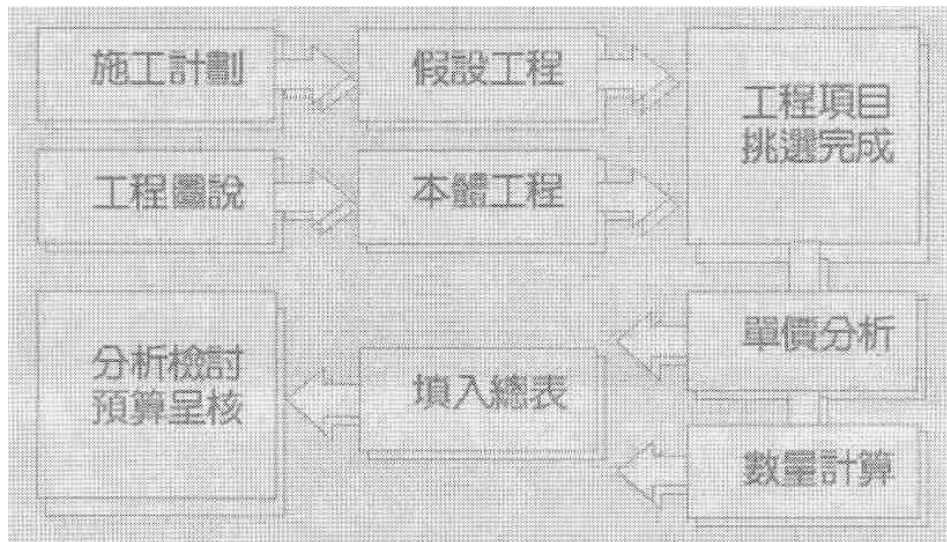 施工計劃
假設工程
工程項目
挑選完成
工程圖說
本體工程
單價分析
分析檢討
預算呈核
填入總表
數量計算